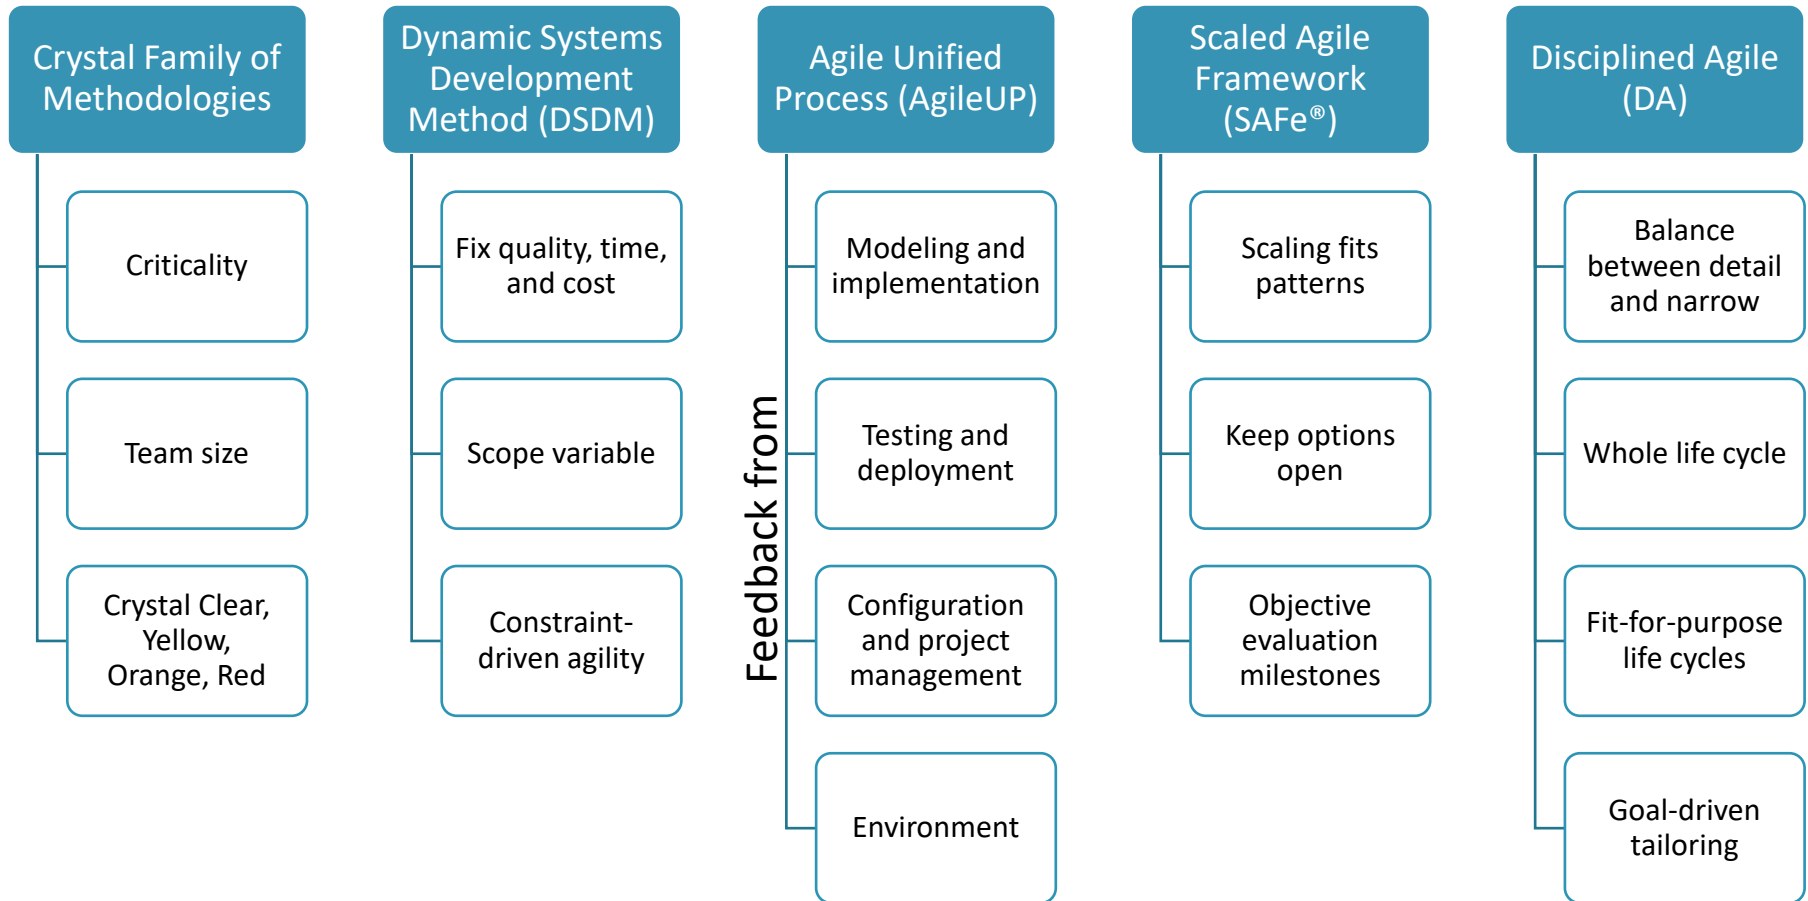 Crystal Family of
Methodologies
Criticality
Team size
Crystal Clear,
Yellow,
Orange, Red
Dynamic Systems
Development
Method (DSDM)
Fix quality, time,
and cost
Scope variable
Constraint-
driven agility
Agile Unified
Process (AgileUP)
Feedback from
Modeling and
implementation
Testing and
deployment
Configuration
and project
management
Environment
Scaled Agile
Framework
(SAFe®)
Scaling fits
patterns
Keep options
open
Objective
evaluation
milestones
Disciplined Agile
(DA)
Balance
between detail
and narrow
Whole life cycle
Fit-for-purpose
life cycles
Goal-driven
tailoring